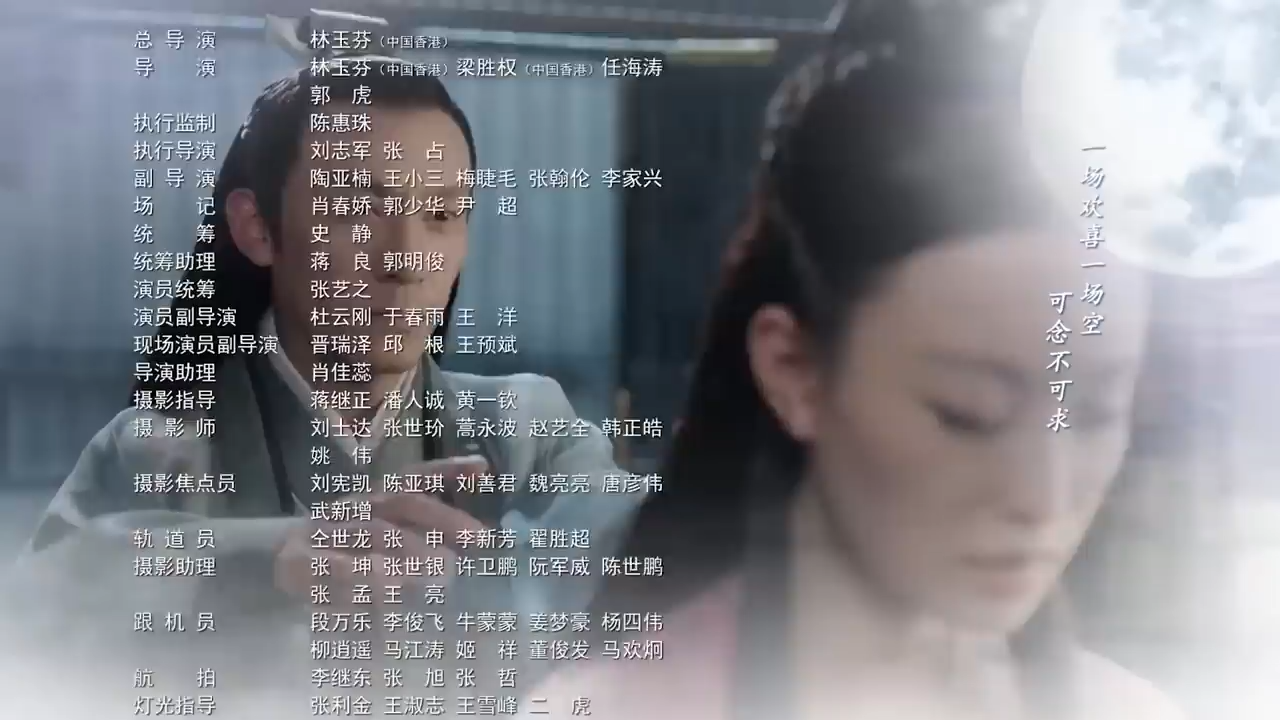 总导演 林玉芬（中国香港）
导演 林玉芬（中国香港） 梁胜权（中国香港） 任海涛
郭虎
执行监制 陈惠珠
执行导演 刘志军 张占
副导演 陶亚楠 王小三 梅睫毛 张翰伦 李家兴
场记 肖春娇 郭少华 尹超
统筹 史静
统筹助理 蒋良 郭明俊
演员统筹 张艺之
演员副导演 杜云刚 于春雨 王洋
现场演员副导演 晋瑞泽 邱根 王预斌
导演助理 肖佳蕊
摄影指导 蒋继正 潘人诚 黄一钦
摄影师 刘士达 张世玠 蒿永波 赵艺全 韩正皓
姚伟
摄影焦点员 刘宪凯 陈亚琪 刘善君 魏亮亮 唐彦伟
武新增
轨道员 仝世龙 张申 李新芳 翟胜超
摄影助理 张坤 张世银 许卫鹏 阮军威 陈世鹏
张孟 王亮
跟机员 段万乐 李俊飞 牛蒙蒙 姜梦豪 杨四伟
柳逍遥 马江涛 姬祥 董俊发 马欢炯
航拍 李继东 张旭 张哲
灯光指导 张利金 王淑志 王雪峰 二虎
一场欢喜一场空
可念不可求